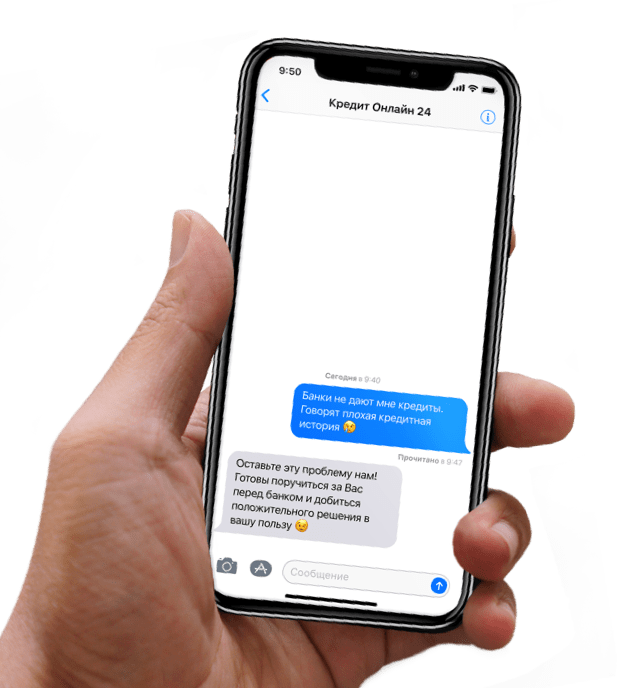 9:50
Кредит Онлайн 24
Сегодня в 9:40
Банки не дают мне кредиты.
Говорят плохая кредитная
история 😢
Прочитано в 9:47
Оставьте эту проблему нам!
Готовы поручиться за Вас
перед банком и добиться
положительного решения в
вашу пользу 😉
Сообщение